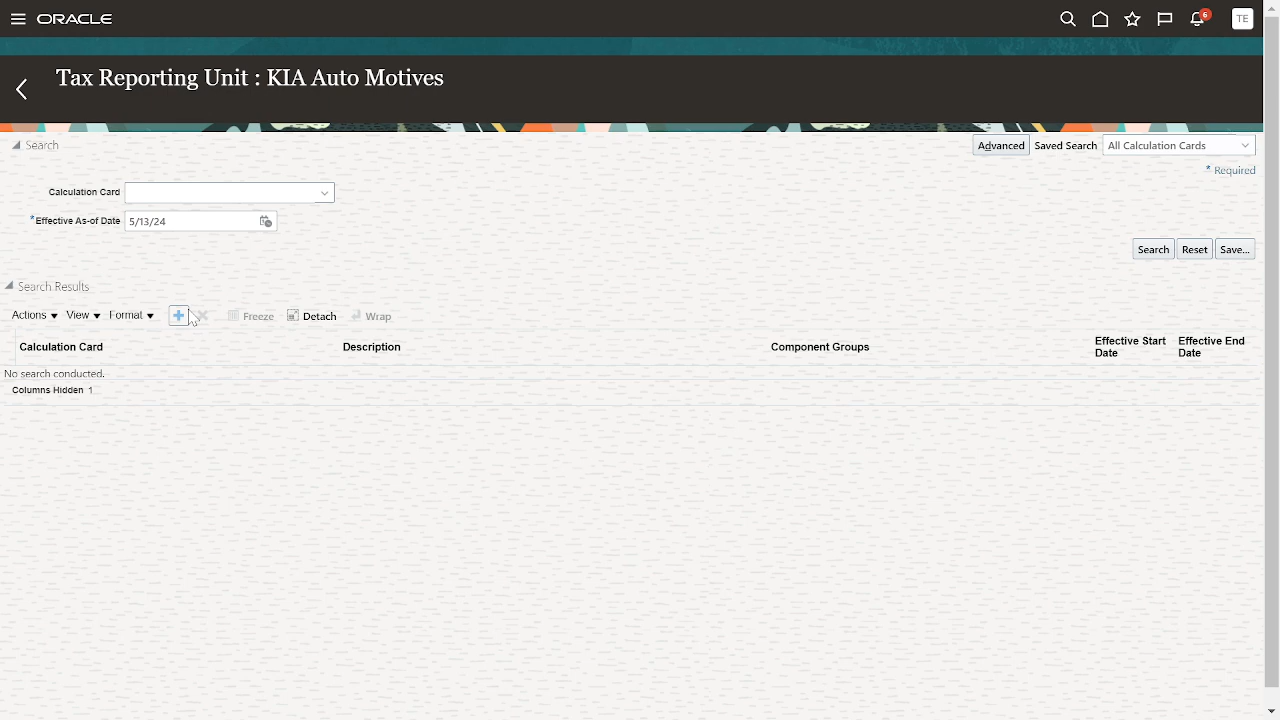 ORACLE
6
TE
Tax Reporting Unit : KIA Auto Motives
Search
Advanced Saved Search All Calculation Cards
* Required
Calculation Card
*Effective As-of Date 5/13/24
Search Reset Save...
Search Results
Actions View Format Freeze Detach Wrap
Calculation Card Description Component Groups Effective Start Date Effective End Date
No search conducted.
Columns Hidden 1